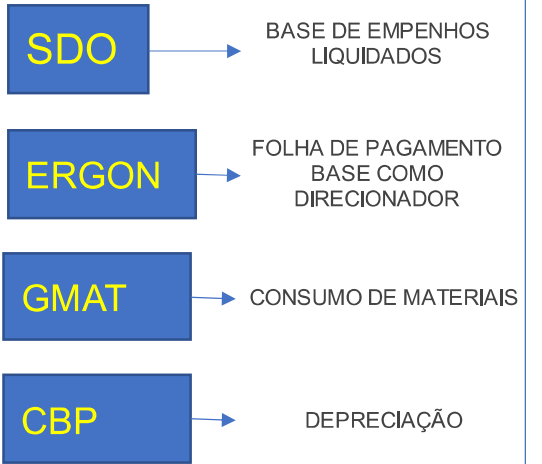 SDO
BASE DE EMPENHOS
LIQUIDADOS
ERGON
FOLHA DE PAGAMENTO
BASE COMO
DIRECIONADOR
GMAT
CONSUMO DE MATERIAIS
CBP
DEPRECIAÇÃO